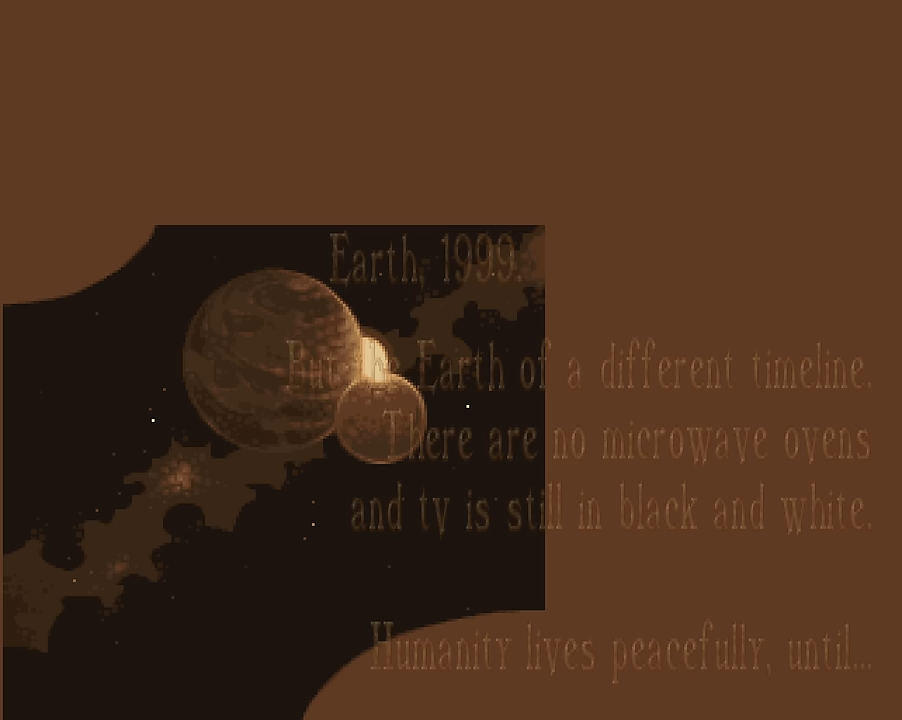 Earth, 1999.
But the Earth of a different timeline.
There are no microwave ovens
and tv is still in black and white.
Humanity lives peacefully, until...